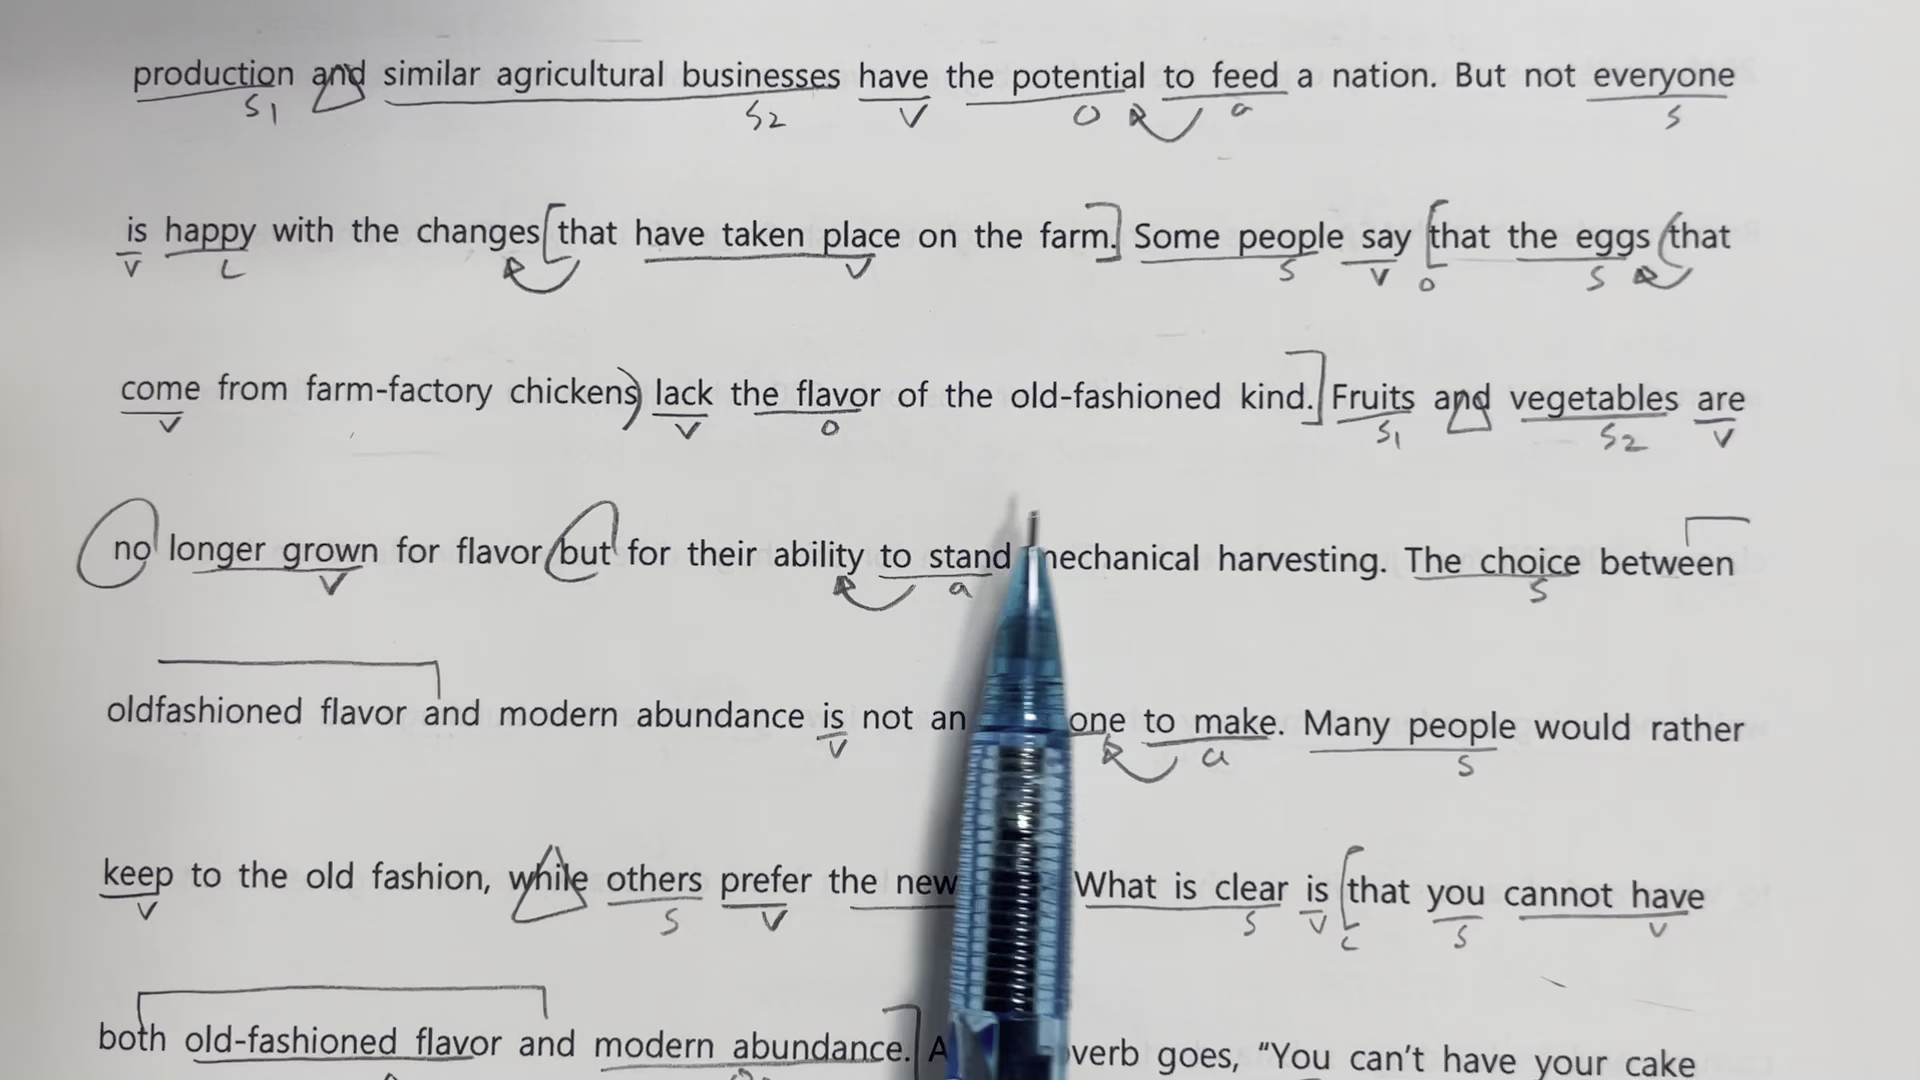 production and similar agricultural businesses have the potential to feed a nation. But not everyone
S1 S2 V O a S
is happy with the changes [that have taken place on the farm.] Some people say [that the eggs (that
V C V S V O S
come from farm-factory chickens) lack the flavor of the old-fashioned kind.] Fruits and vegetables are
V V O S1 S2 V
no longer grown for flavor but for their ability to stand mechanical harvesting. The choice between
V a S
oldfashioned flavor and modern abundance is not an one to make. Many people would rather
V a S
keep to the old fashion, while others prefer the new What is clear is [that you cannot have
V S V S V C S V
both old-fashioned flavor and modern abundance.] A verb goes, “You can’t have your cake